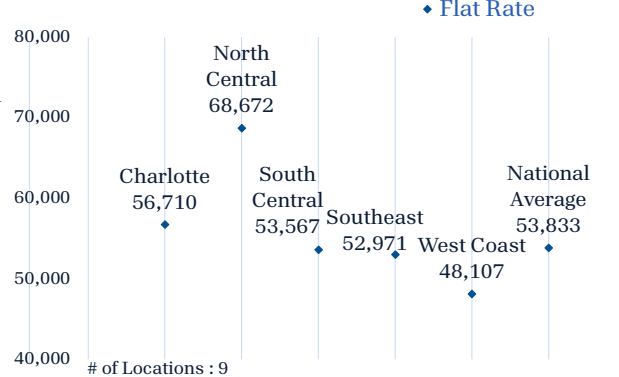 Flat Rate
80,000
70,000
60,000
50,000
40,000
Charlotte
56,710
North
Central
68,672
South
Central
53,567
Southeast
52,971
West Coast
48,107
National
Average
53,833
# of Locations : 9